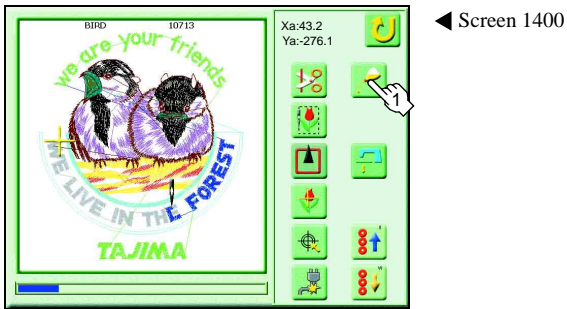 ◀ Screen 1400
BIRD 10713
Xa:43.2
Ya:-276.1
we are your friends
1
WE LIVE IN THE FOREST
TAJIMA